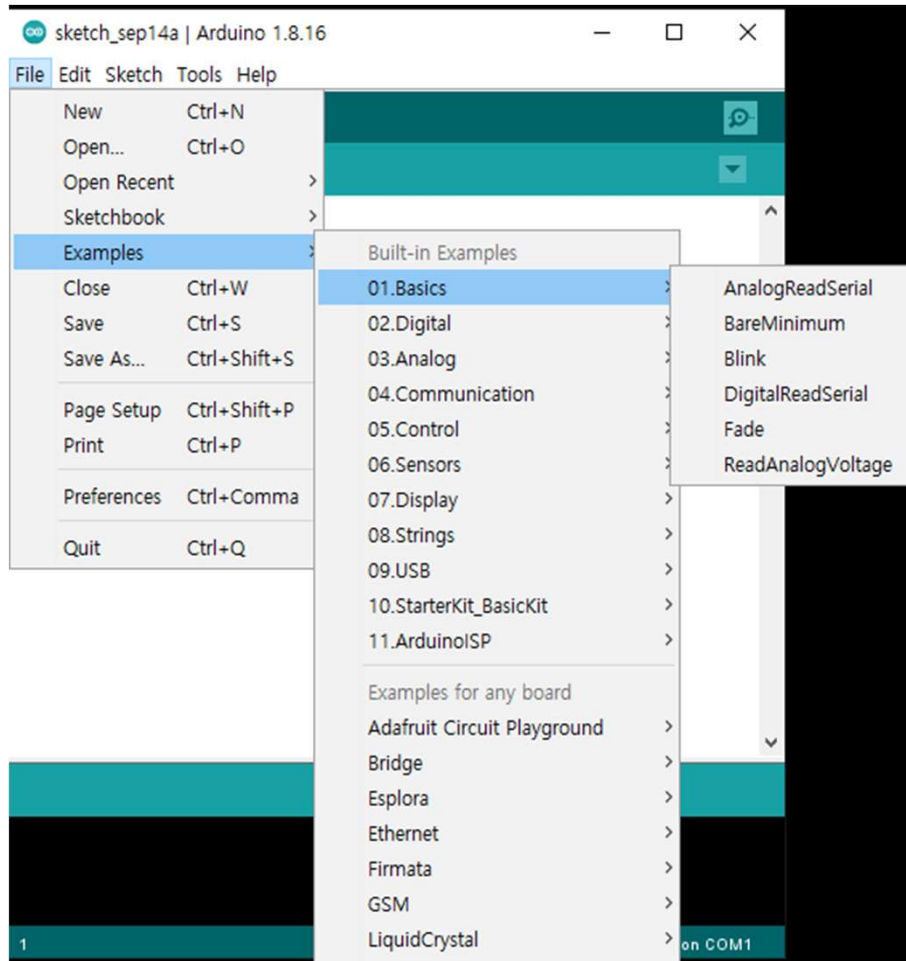 sketch_sep14a | Arduino 1.8.16
File Edit Sketch Tools Help
New Ctrl+N
Open... Ctrl+O
Open Recent
Sketchbook
Examples
Close Ctrl+W
Save Ctrl+S
Save As... Ctrl+Shift+S
Page Setup Ctrl+Shift+P
Print Ctrl+P
Preferences Ctrl+Comma
Quit Ctrl+Q
Built-in Examples
01.Basics
02.Digital
03.Analog
04.Communication
05.Control
06.Sensors
07.Display
08.Strings
09.USB
10.StarterKit_BasicKit
11.ArduinoISP
Examples for any board
Adafruit Circuit Playground
Bridge
Esplora
Ethernet
Firmata
GSM
LiquidCrystal
AnalogReadSerial
BareMinimum
Blink
DigitalReadSerial
Fade
ReadAnalogVoltage
1
on COM1